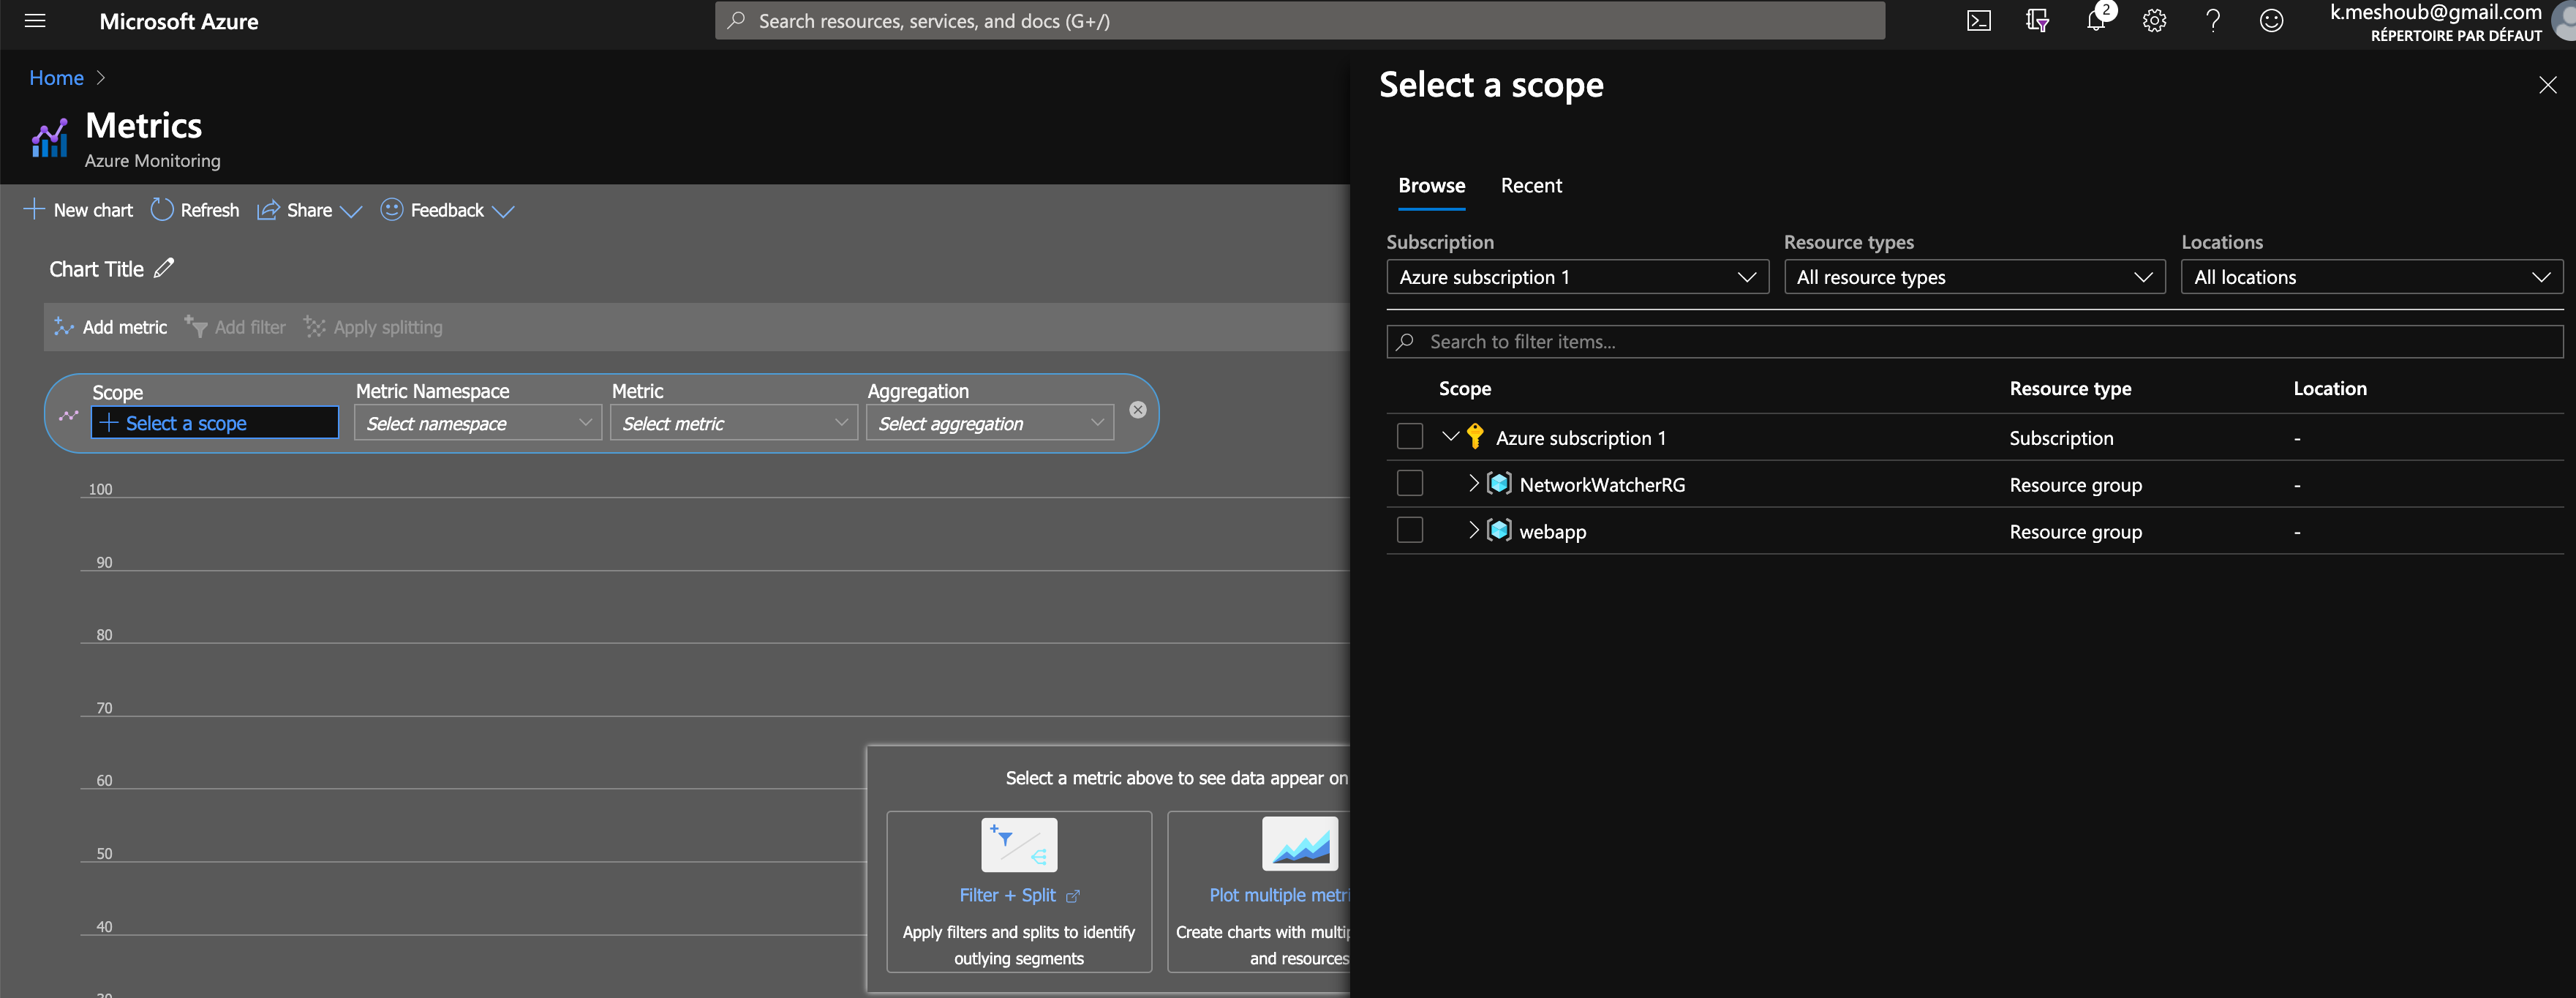 Microsoft Azure
Search resources, services, and docs (G+/)
2
k.meshoub@gmail.com
RÉPERTOIRE PAR DÉFAUT
Home
Metrics
Azure Monitoring
New chart
Refresh
Share
Feedback
Chart Title
Add metric
Add filter
Apply splitting
Scope
Metric Namespace
Metric
Aggregation
Select a scope
Select namespace
Select metric
Select aggregation
100
90
80
70
60
50
40
Select a metric above to see data appear on
Filter + Split
Apply filters and splits to identify
outlying segments
Plot multiple metri
Create charts with multip
and resources
Select a scope
Browse
Recent
Subscription
Resource types
Locations
Azure subscription 1
All resource types
All locations
Search to filter items...
Scope
Resource type
Location
Azure subscription 1
Subscription
-
NetworkWatcherRG
Resource group
-
webapp
Resource group
-